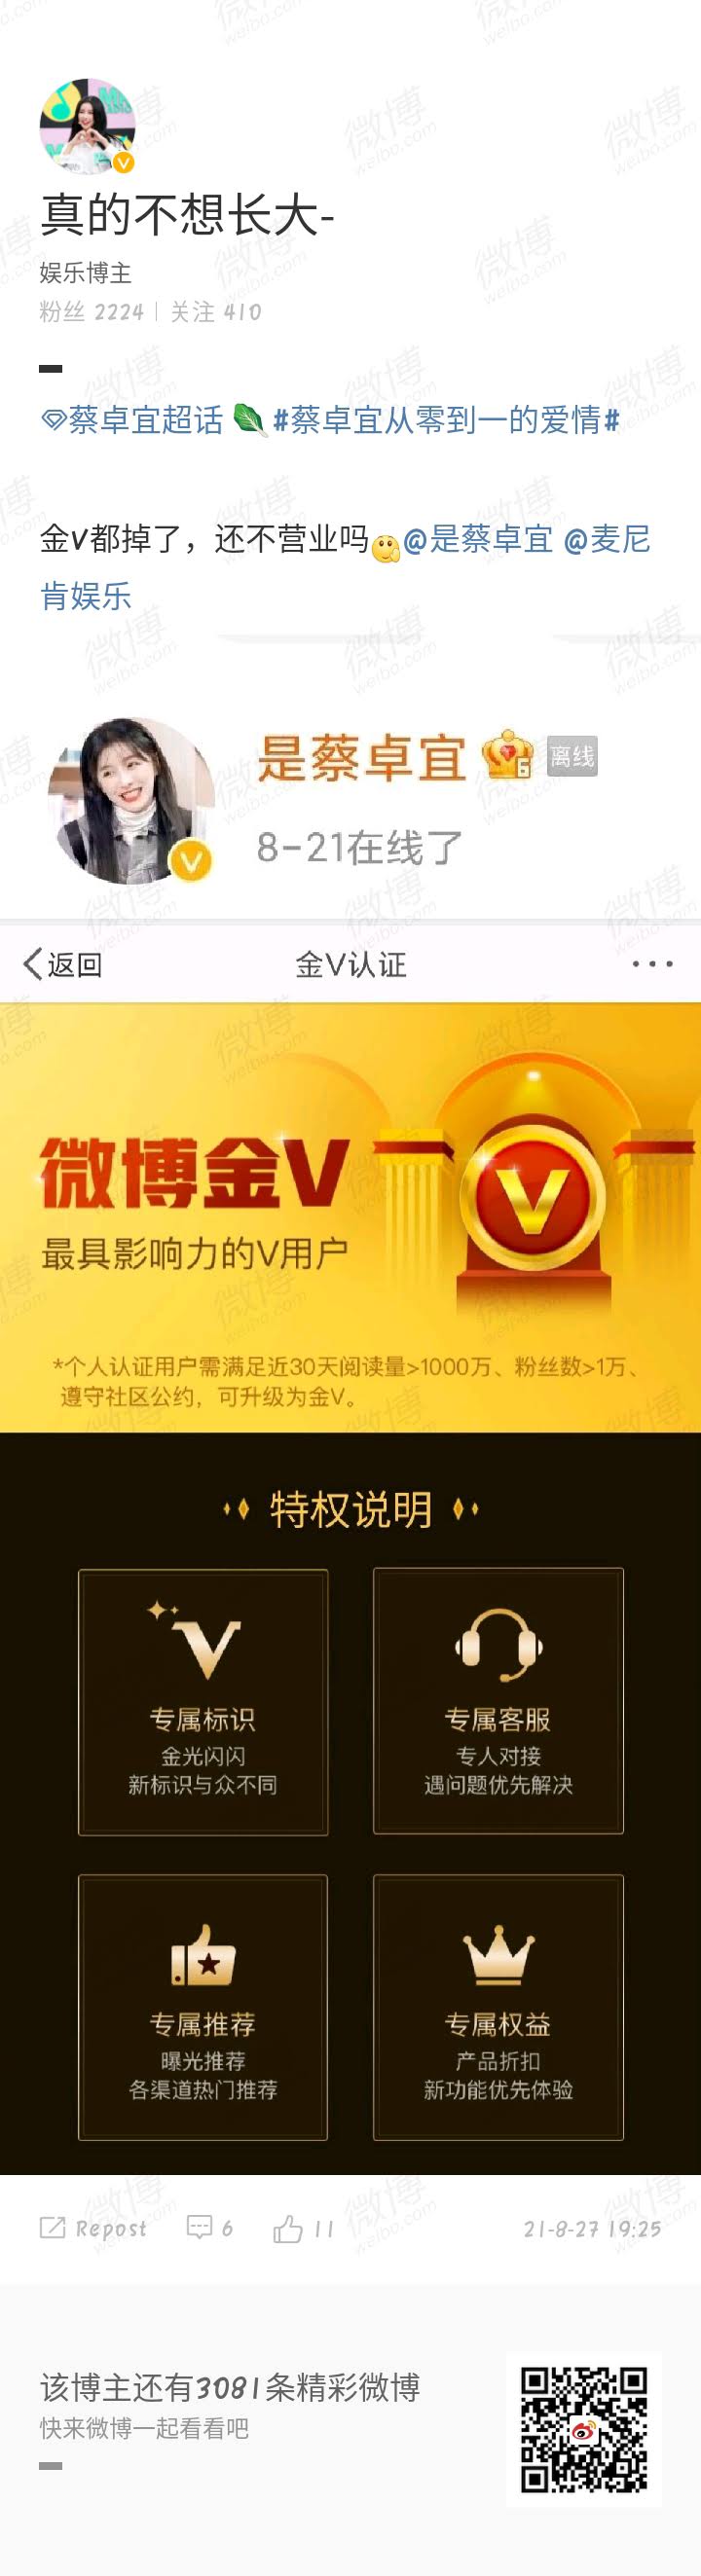 真的不想长大-
娱乐博主
粉丝 2224 | 关注 410
蔡卓宜超话 #蔡卓宜从零到一的爱情#
金V都掉了，还不营业吗@是蔡卓宜 @麦尼
肯娱乐
是蔡卓宜 6 离线
8-21在线了
返回 金V认证 ···
微博金V
最具影响力的V用户
*个人认证用户需满足近30天阅读量>1000万、粉丝数>1万、
遵守社区公约，可升级为金V。
特权说明
专属标识
金光闪闪
新标识与众不同
专属客服
专人对接
遇问题优先解决
专属推荐
曝光推荐
各渠道热门推荐
专属权益
产品折扣
新功能优先体验
Repost 6 11 21-8-27 19:25
该博主还有3081条精彩微博
快来微博一起看看吧
微博
weibo.com